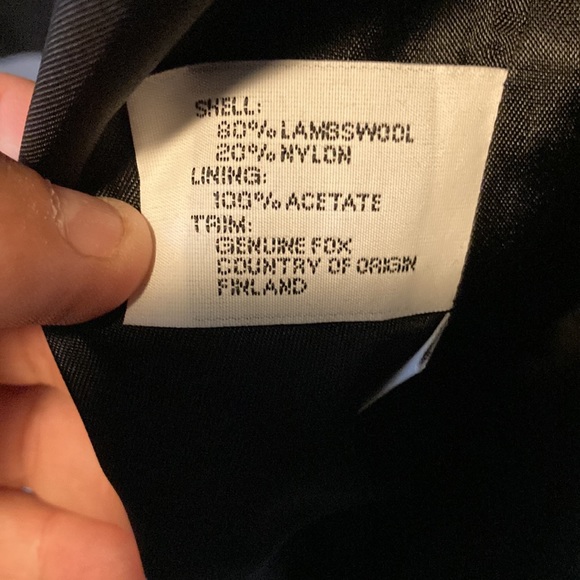 SHELL:
80% LAMBSWOOL
20% NYLON
LINING:
100% ACETATE
TRIM:
GENUINE FOX
COUNTRY OF ORIGIN
FINLAND